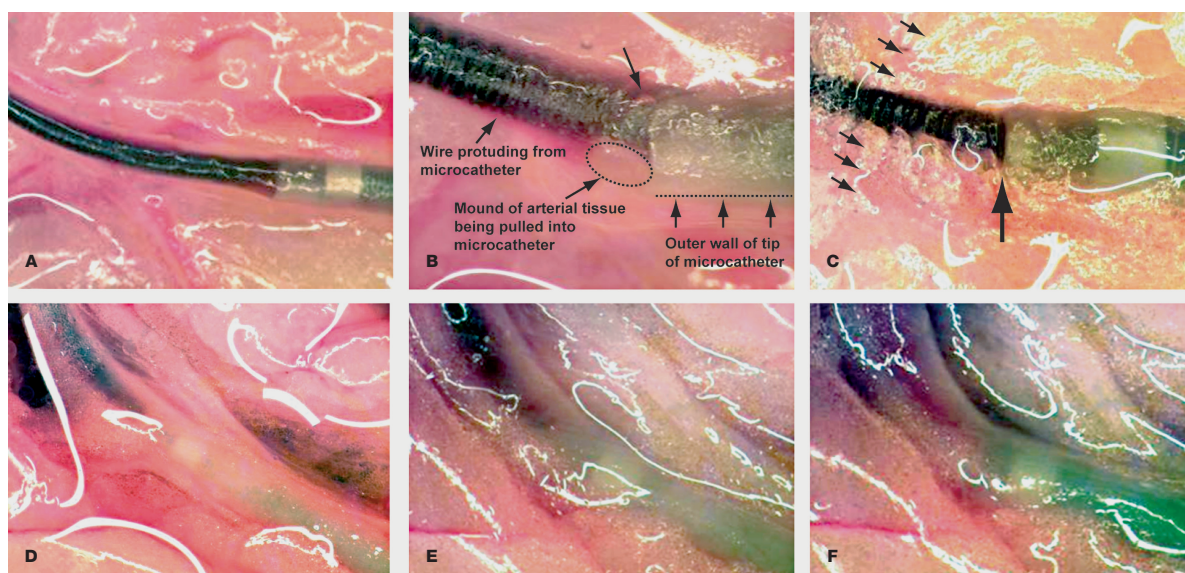 A
Wire protuding from
microcatheter
Mound of arterial tissue
being pulled into
microcatheter
Outer wall of tip
of microcatheter
B
C
D
E
F